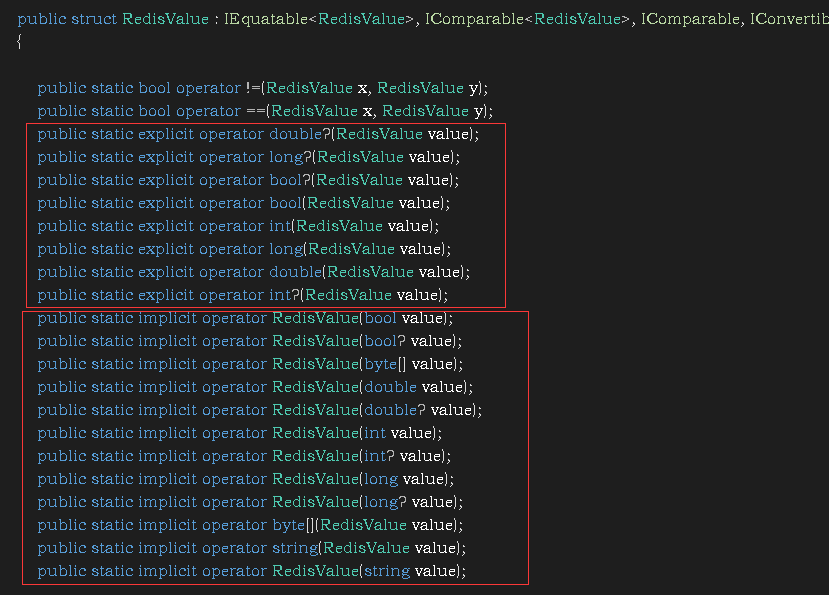 public struct RedisValue : IEquatable<RedisValue>, IComparable<RedisValue>, IComparable, IConvertib
{
public static bool operator !=(RedisValue x, RedisValue y);
public static bool operator ==(RedisValue x, RedisValue y);
public static explicit operator double?(RedisValue value);
public static explicit operator long?(RedisValue value);
public static explicit operator bool?(RedisValue value);
public static explicit operator bool(RedisValue value);
public static explicit operator int(RedisValue value);
public static explicit operator long(RedisValue value);
public static explicit operator double(RedisValue value);
public static explicit operator int?(RedisValue value);
public static implicit operator RedisValue(bool value);
public static implicit operator RedisValue(bool? value);
public static implicit operator RedisValue(byte[] value);
public static implicit operator RedisValue(double value);
public static implicit operator RedisValue(double? value);
public static implicit operator RedisValue(int value);
public static implicit operator RedisValue(int? value);
public static implicit operator RedisValue(long value);
public static implicit operator RedisValue(long? value);
public static implicit operator byte[](RedisValue value);
public static implicit operator string(RedisValue value);
public static implicit operator RedisValue(string value);